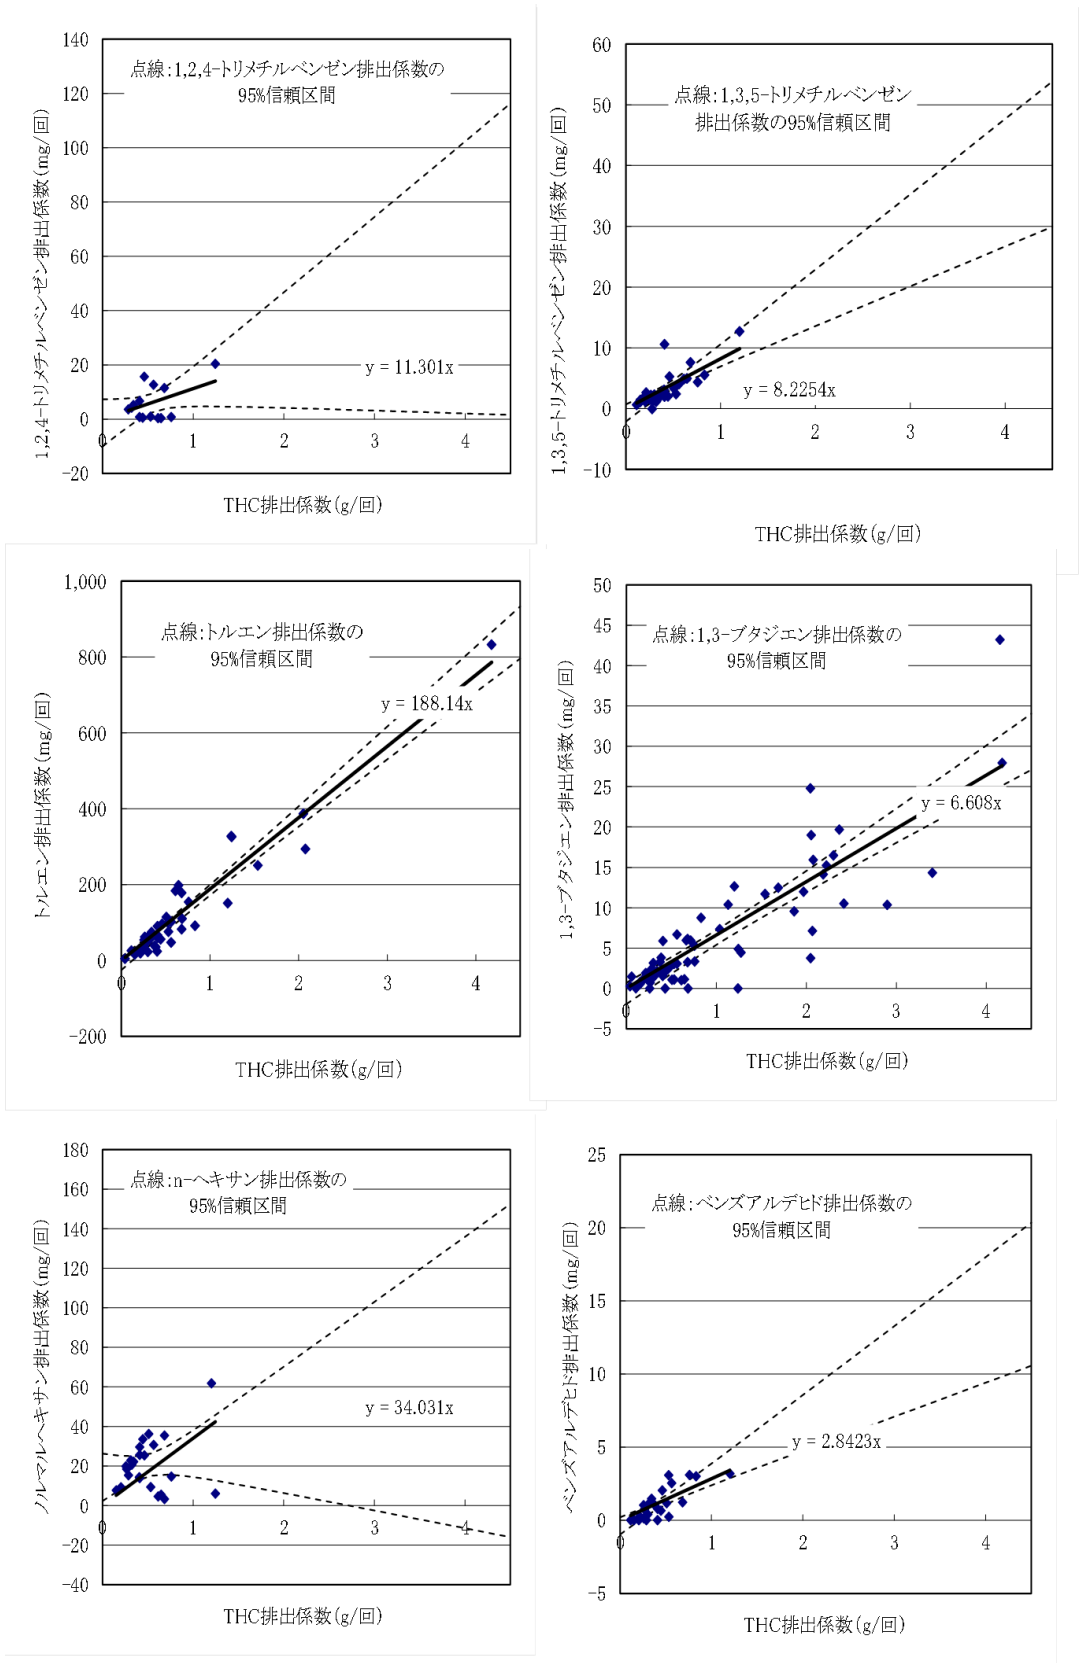 140
120
100
80
60
40
20
0
-20
0
1
2
3
4
点線:1,2,4-トリメチルベンゼン排出係数の
95%信頼区間
y = 11.301x
1,2,4-トリメチルベンゼン排出係数(mg/回)
THC排出係数(g/回)
60
50
40
30
20
10
0
-10
0
1
2
3
4
点線:1,3,5-トリメチルベンゼン
排出係数の95%信頼区間
y = 8.2254x
1,3,5-トリメチルベンゼン排出係数(mg/回)
THC排出係数(g/回)
1,000
800
600
400
200
0
-200
0
1
2
3
4
点線:トルエン排出係数の
95%信頼区間
y = 188.14x
トルエン排出係数(mg/回)
THC排出係数(g/回)
50
45
40
35
30
25
20
15
10
5
0
-5
0
1
2
3
4
点線:1,3-ブタジエン排出係数の
95%信頼区間
y = 6.608x
1,3-ブタジエン排出係数(mg/回)
THC排出係数(g/回)
180
160
140
120
100
80
60
40
20
0
-20
-40
0
1
2
3
4
点線:n-ヘキサン排出係数の
95%信頼区間
y = 34.031x
ノルマルヘキサン排出係数(mg/回)
THC排出係数(g/回)
25
20
15
10
5
0
-5
0
1
2
3
4
点線:ベンズアルデヒド排出係数の
95%信頼区間
y = 2.8423x
ベンズアルデヒド排出係数(mg/回)
THC排出係数(g/回)